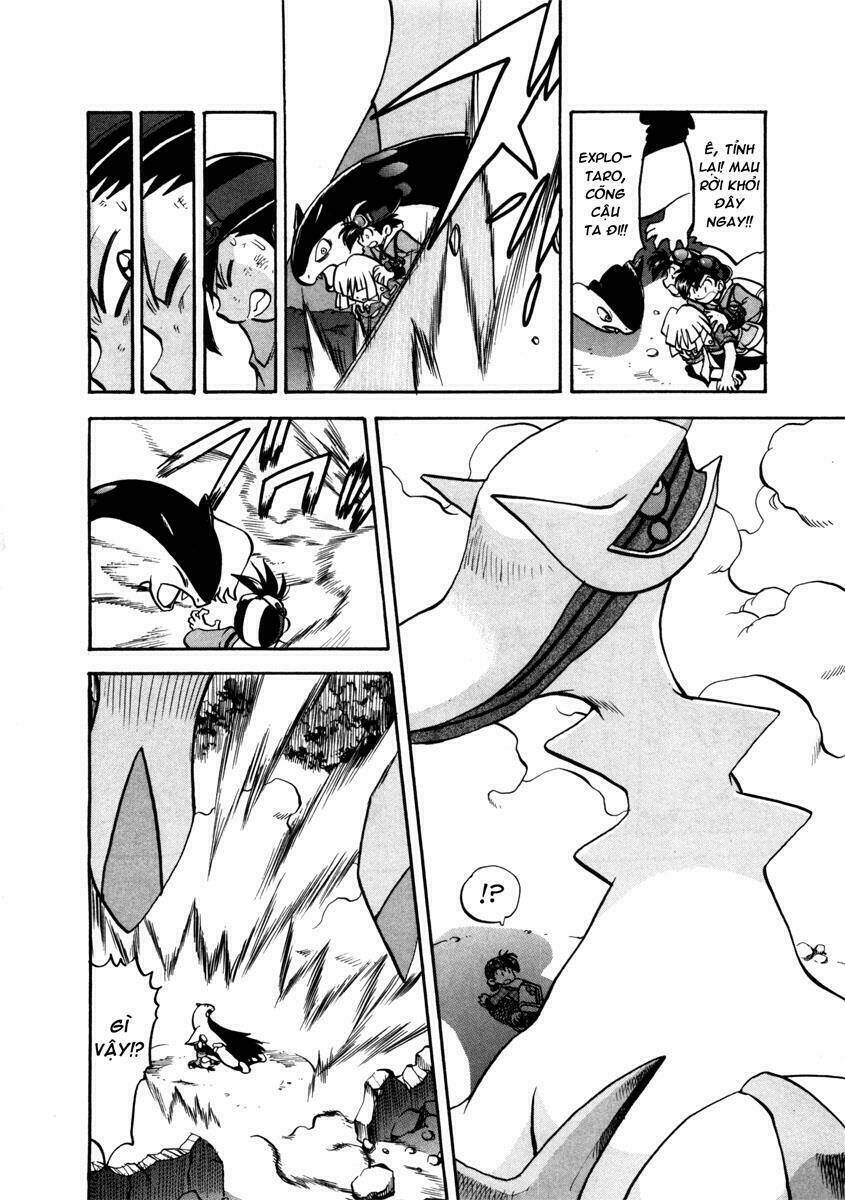 Ê, TỈNH
LẠI! MAU
RỜI KHỎI
ĐÂY
NGAY!!
EXPLO-
TARO,
CÕNG
CẬU
TA ĐI!!
!?
GÌ
VẬY!?